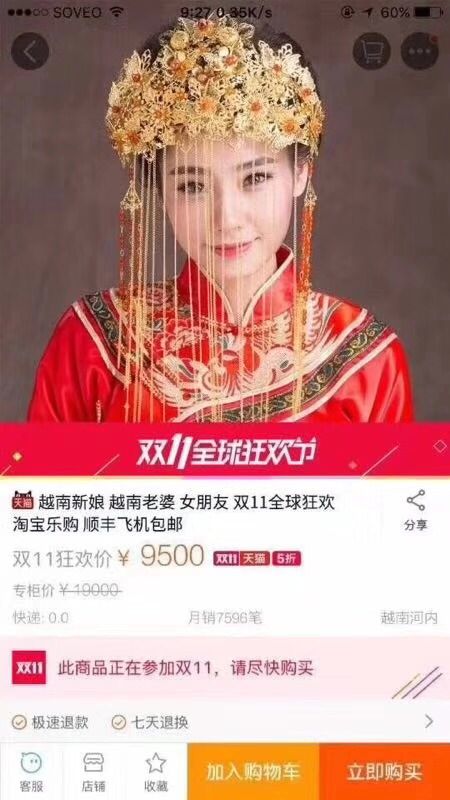 SOVEO 9:27 0.35K/s 60%
双11全球狂欢节
天猫 越南新娘 越南老婆 女朋友 双11全球狂欢
淘宝乐购 顺丰飞机包邮
分享
双11狂欢价 ¥ 9500 双11 天猫 5折
专柜价 ¥ 19000
快递: 0.0 月销7596笔 越南河内
双11 此商品正在参加双11，请尽快购买
极速退款 七天退换
客服 店铺 收藏 加入购物车 立即购买